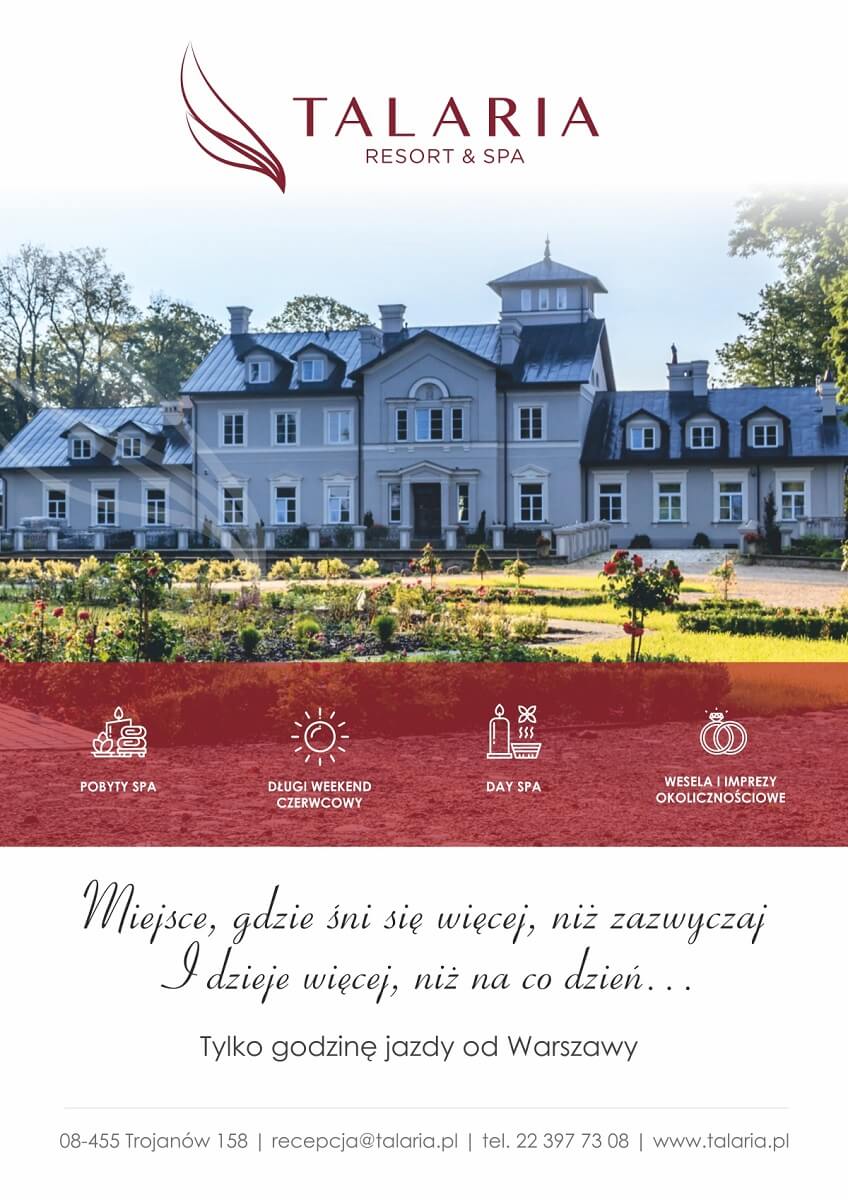 TALARIA
RESORT & SPA
POBYTY SPA
DŁUGI WEEKEND
CZERWCOWY
DAY SPA
WESELA I IMPREZY
OKOLICZNOŚCIOWE
Miejsce, gdzie śni się więcej, niż zazwyczaj
I dzieje więcej, niż na co dzień...
Tylko godzinę jazdy od Warszawy
08-455 Trojanów 158 | recepcja@talaria.pl | tel. 22 397 73 08 | www.talaria.pl